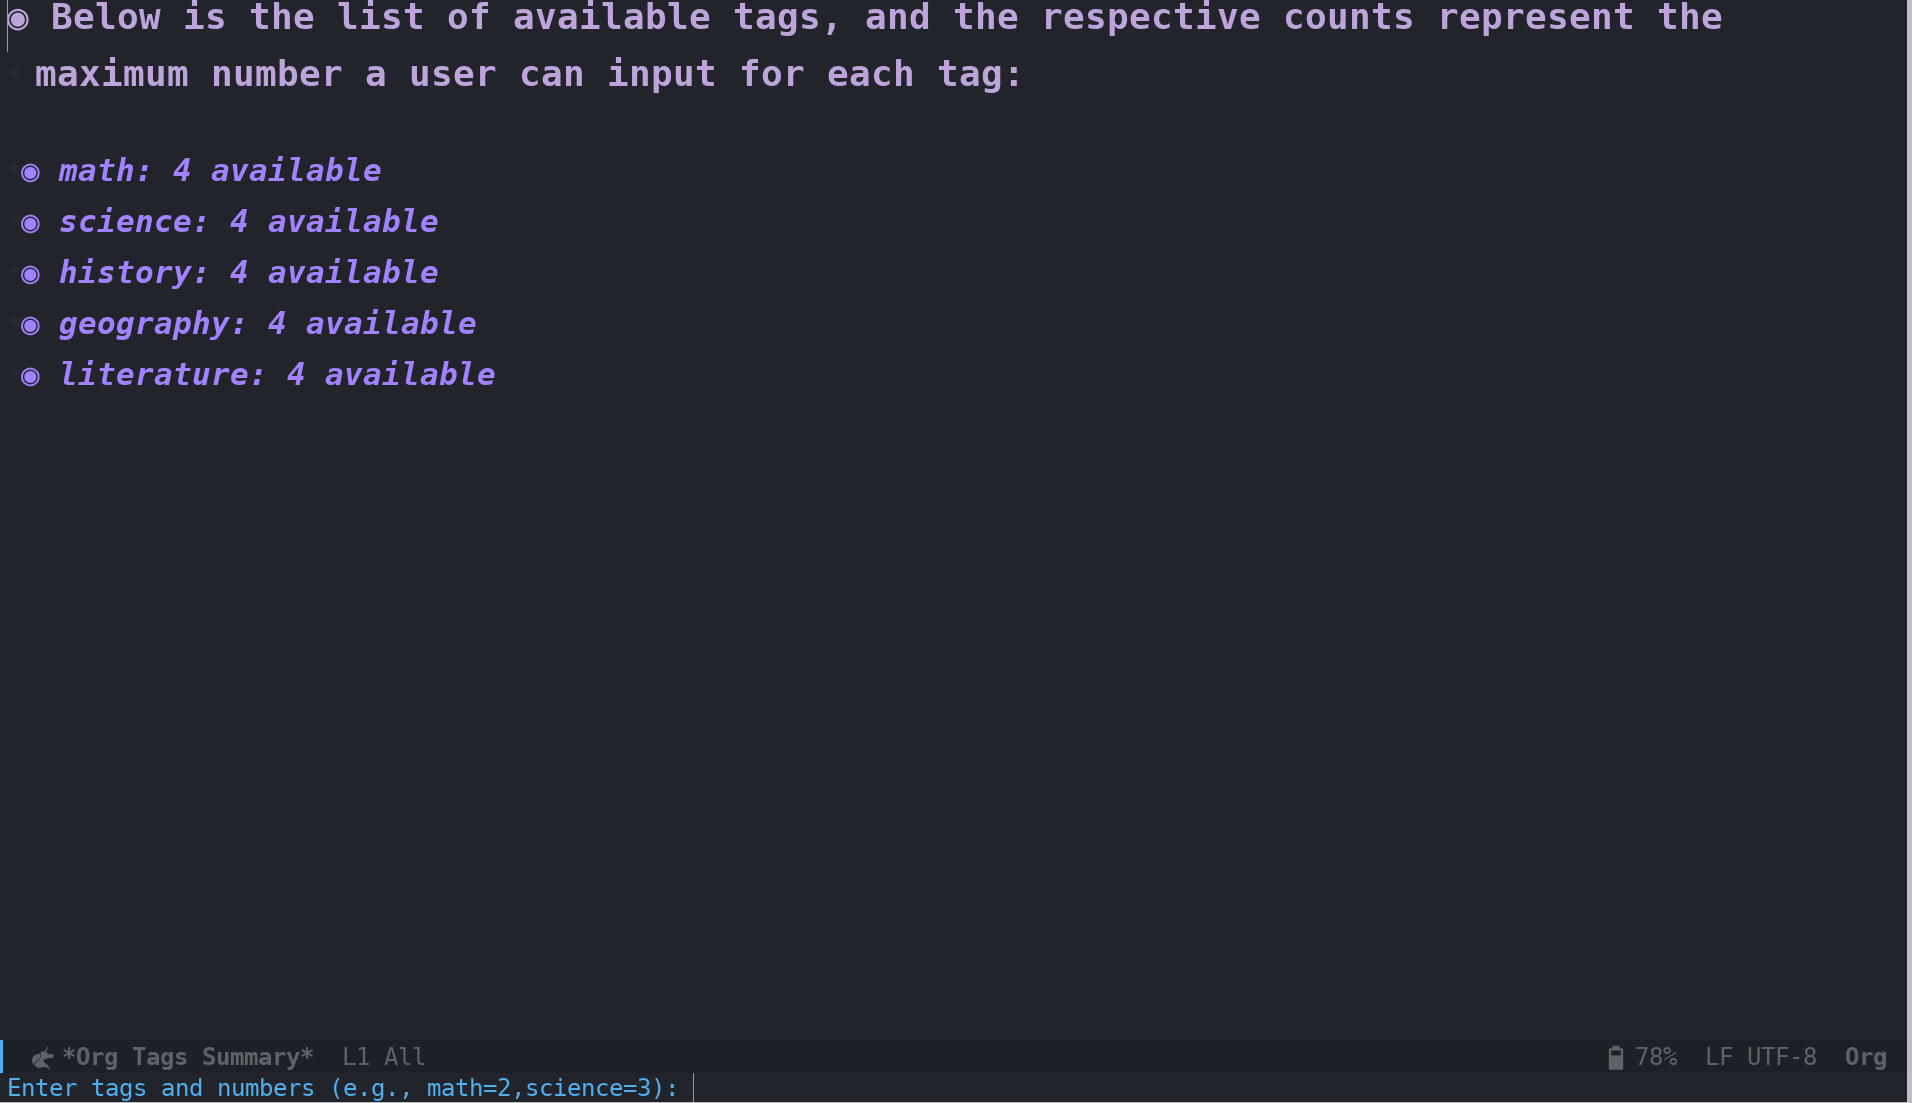 ◉ Below is the list of available tags, and the respective counts represent the
maximum number a user can input for each tag:
◉ math: 4 available
◉ science: 4 available
◉ history: 4 available
◉ geography: 4 available
◉ literature: 4 available
*Org Tags Summary* L1 All 78% LF UTF-8 Org
Enter tags and numbers (e.g., math=2,science=3):